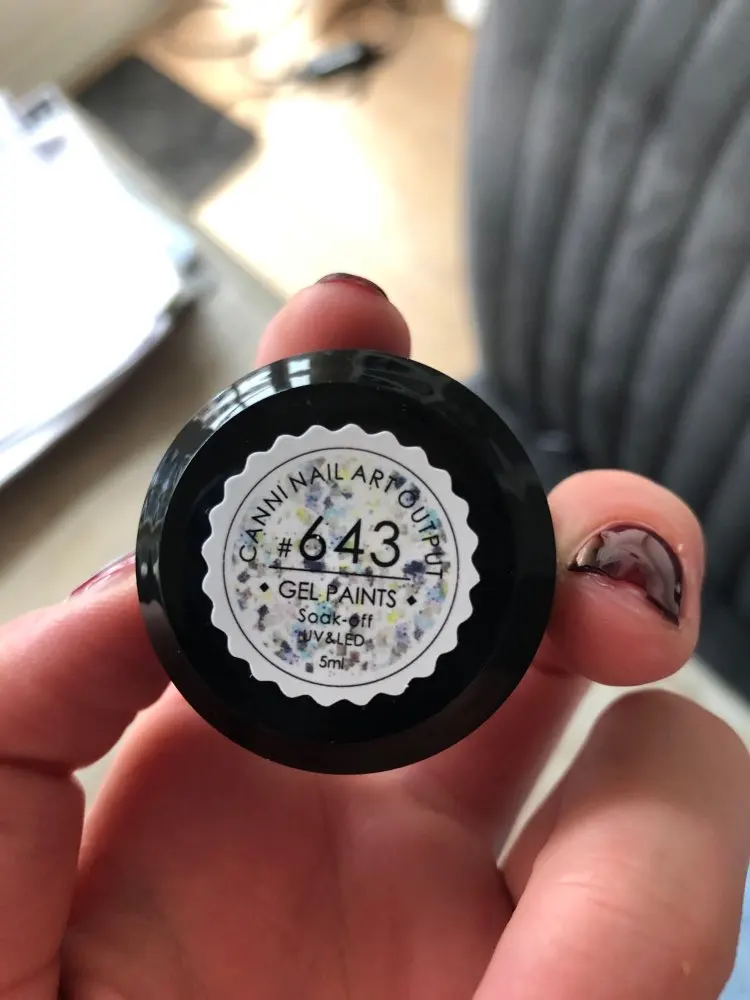 CANNI NAIL ART OUTPUT
#643
GEL PAINTS
Soak-off
UV&LED
5ml